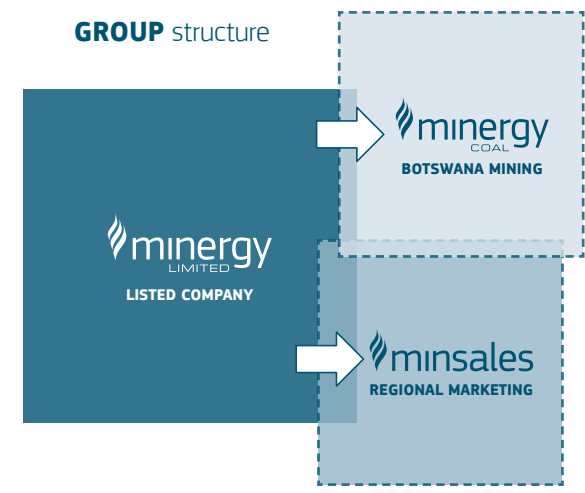 GROUP structure
minergy
COAL
BOTSWANA MINING
minergy
LIMITED
LISTED COMPANY
minsales
REGIONAL MARKETING